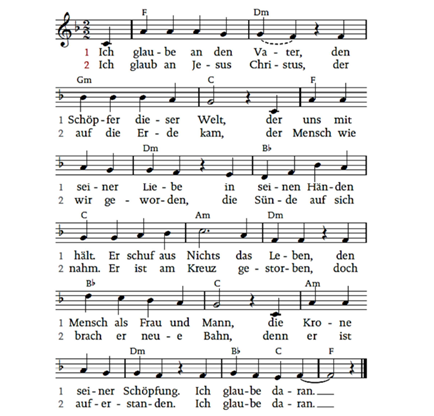 F Dm
1 Ich glau-be an den Va-ter, den
2 Ich glaub an Je-sus Chri-stus, der
Gm C F
1 Schöp-fer die-ser Welt, der uns mit
2 auf die Er-de kam, der Mensch wie
Dm B♭
1 sei-ner Lie-be in sei-nen Hän-den
2 wir ge-wor-den, die Sün-de auf sich
C Am Dm
1 hält. Er schuf aus Nichts das Le-ben, den
2 nahm. Er ist am Kreuz ge-stor-ben, doch
B♭ C Am
1 Mensch als Frau und Mann, die Kro-ne
2 brach er neu-e Bahn, denn er ist
Dm B♭ C F
1 sei-ner Schöpfung. Ich glau-be da-ran.
2 auf-er-stan-den. Ich glau-be da-ran.